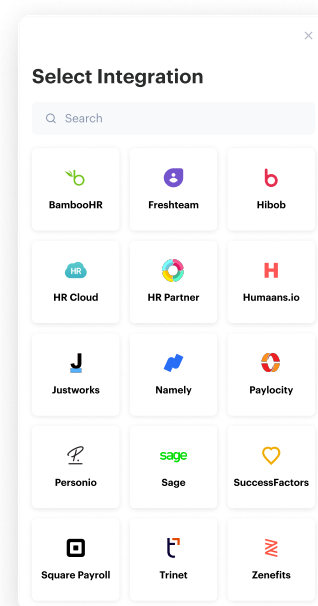 Select Integration
Search
BambooHR
Freshteam
Hibob
HR
HR Cloud
HR Partner
H
Humaans.io
J
Justworks
Namely
Paylocity
P.
Personio
sage
Sage
SuccessFactors
Square Payroll
Trinet
Zenefits